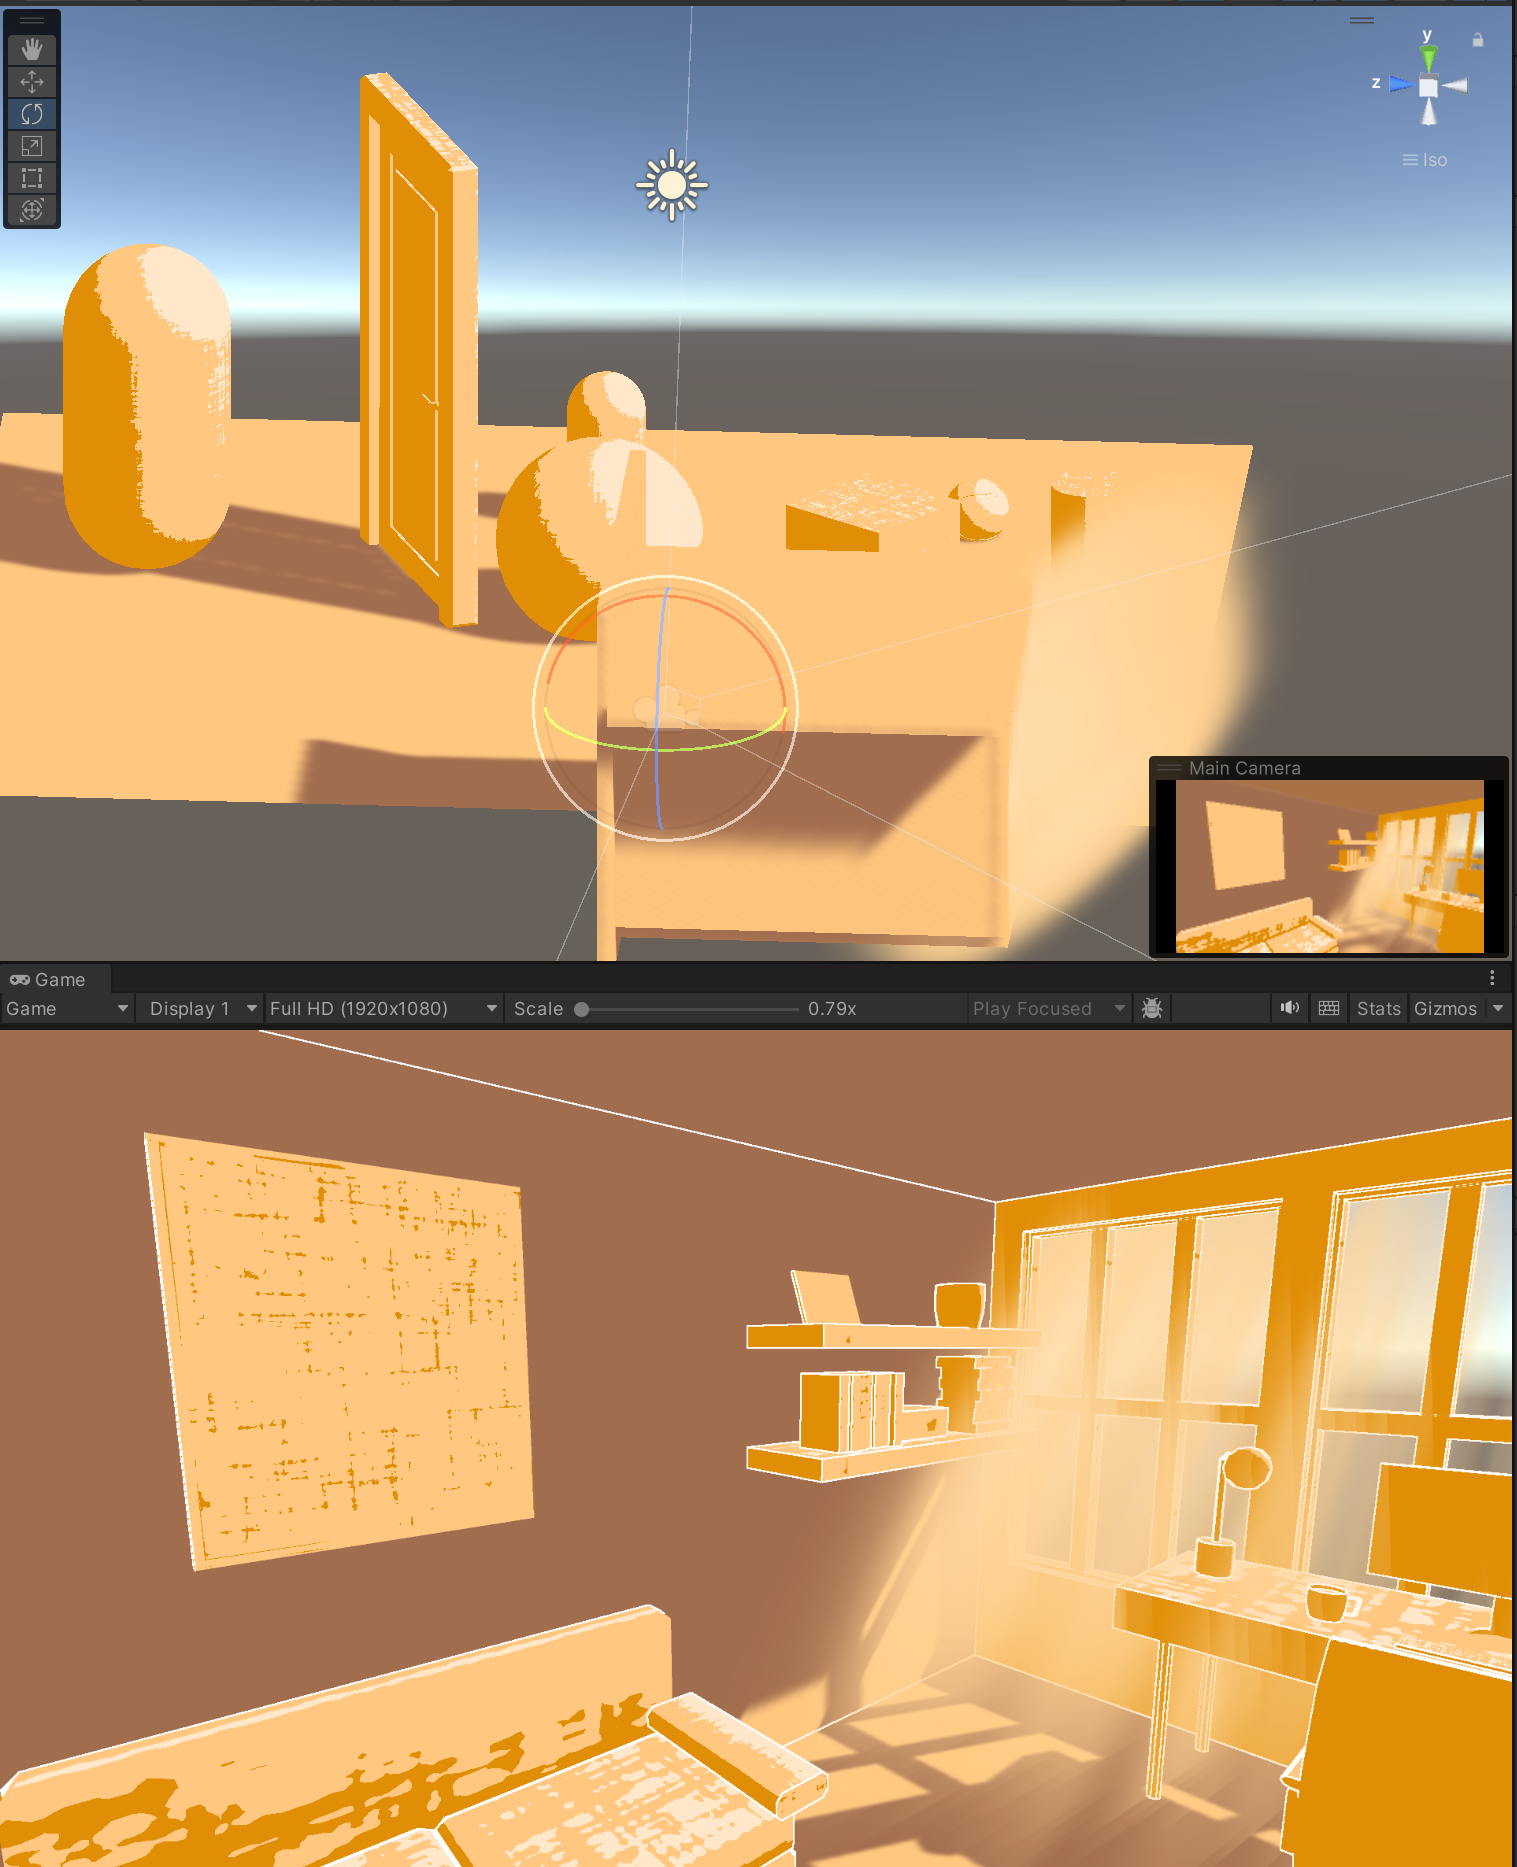 y
z
Iso
Main Camera
Game
Game
Display 1
Full HD (1920x1080)
Scale
0.79x
Play Focused
Stats
Gizmos